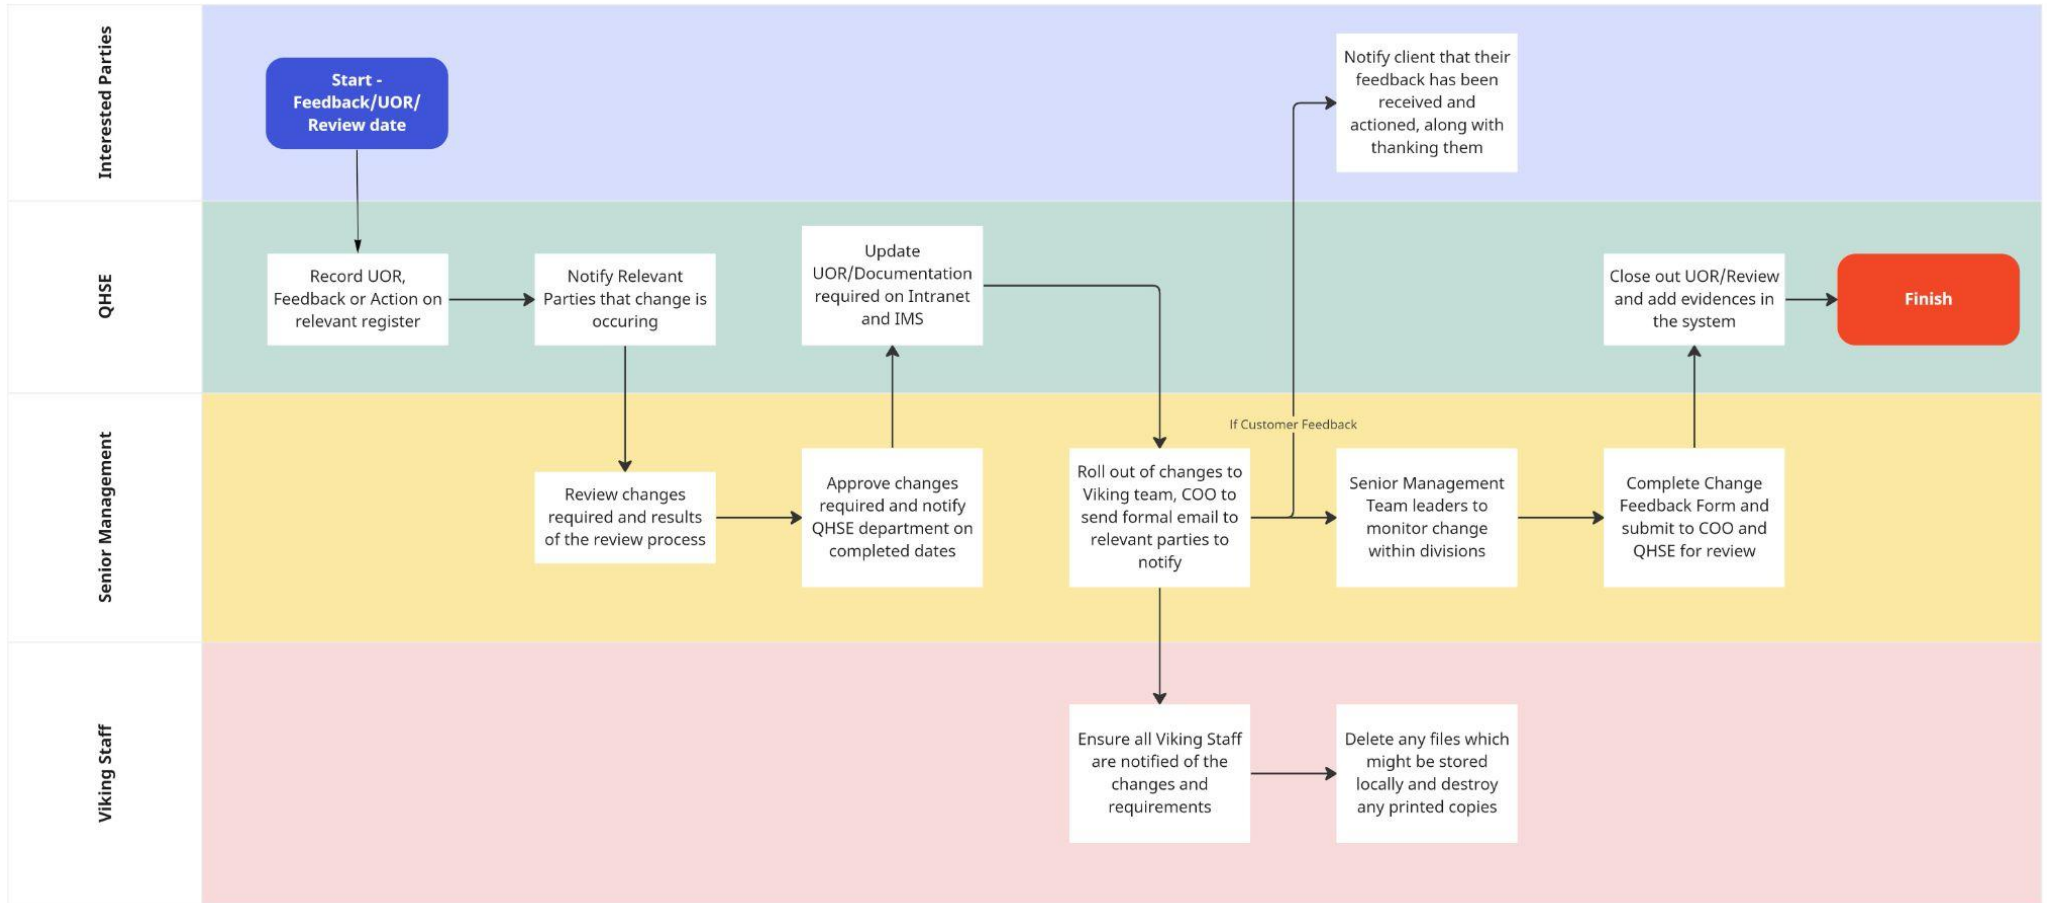 Interested Parties
Start -
Feedback/UOR/
Review date
Notify client that their
feedback has been
received and
actioned, along with
thanking them
QHSE
Record UOR,
Feedback or Action on
relevant register
Notify Relevant
Parties that change is
occuring
Update
UOR/Documentation
required on Intranet
and IMS
Close out UOR/Review
and add evidences in
the system
Finish
Senior Management
Review changes
required and results
of the review process
Approve changes
required and notify
QHSE department on
completed dates
Roll out of changes to
Viking team, COO to
send formal email to
relevant parties to
notify
If Customer Feedback
Senior Management
Team leaders to
monitor change
within divisions
Complete Change
Feedback Form and
submit to COO and
QHSE for review
Viking Staff
Ensure all Viking Staff
are notified of the
changes and
requirements
Delete any files which
might be stored
locally and destroy
any printed copies